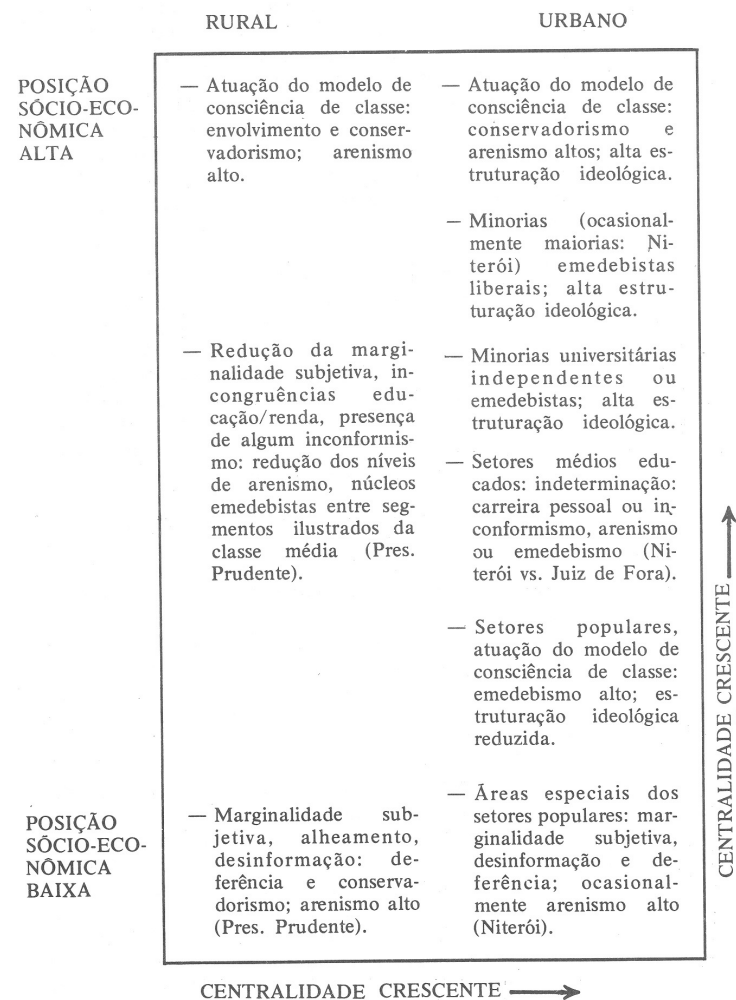 RURAL
URBANO
POSIÇÃO
SÓCIO-ECO-
NÔMICA
ALTA
— Atuação do modelo de
consciência de classe:
envolvimento e conser-
vadorismo; arenismo
alto.
— Redução da margi-
nalidade subjetiva, in-
congruências edu-
cação/renda, presença
de algum inconformis-
mo: redução dos níveis
de arenismo, núcleos
emedebistas entre seg-
mentos ilustrados da
classe média (Pres.
Prudente).
— Marginalidade sub-
jetiva, alheamento,
desinformação: de-
ferência e conserva-
dorismo; arenismo alto
(Pres. Prudente).
— Atuação do modelo de
consciência de classe:
conservadorismo e
arenismo altos; alta es-
truturação ideológica.
— Minorias (ocasional-
mente maiorias: Ni-
terói) emedebistas
liberais; alta estru-
turação ideológica.
— Minorias universitárias
independentes ou
emedebistas; alta es-
truturação ideológica.
— Setores médios edu-
cados: indeterminação:
carreira pessoal ou in-
conformismo, arenismo
ou emedebismo (Ni-
terói vs. Juiz de Fora).
— Setores populares,
atuação do modelo de
consciência de classe:
emedebismo alto; es-
truturação ideológica
reduzida.
— Áreas especiais dos
setores populares: mar-
ginalidade subjetiva,
desinformação e de-
ferência; ocasional-
mente arenismo alto
(Niterói).
POSIÇÃO
SÓCIO-ECO-
NÔMICA
BAIXA
CENTRALIDADE CRESCENTE
CENTRALIDADE CRESCENTE